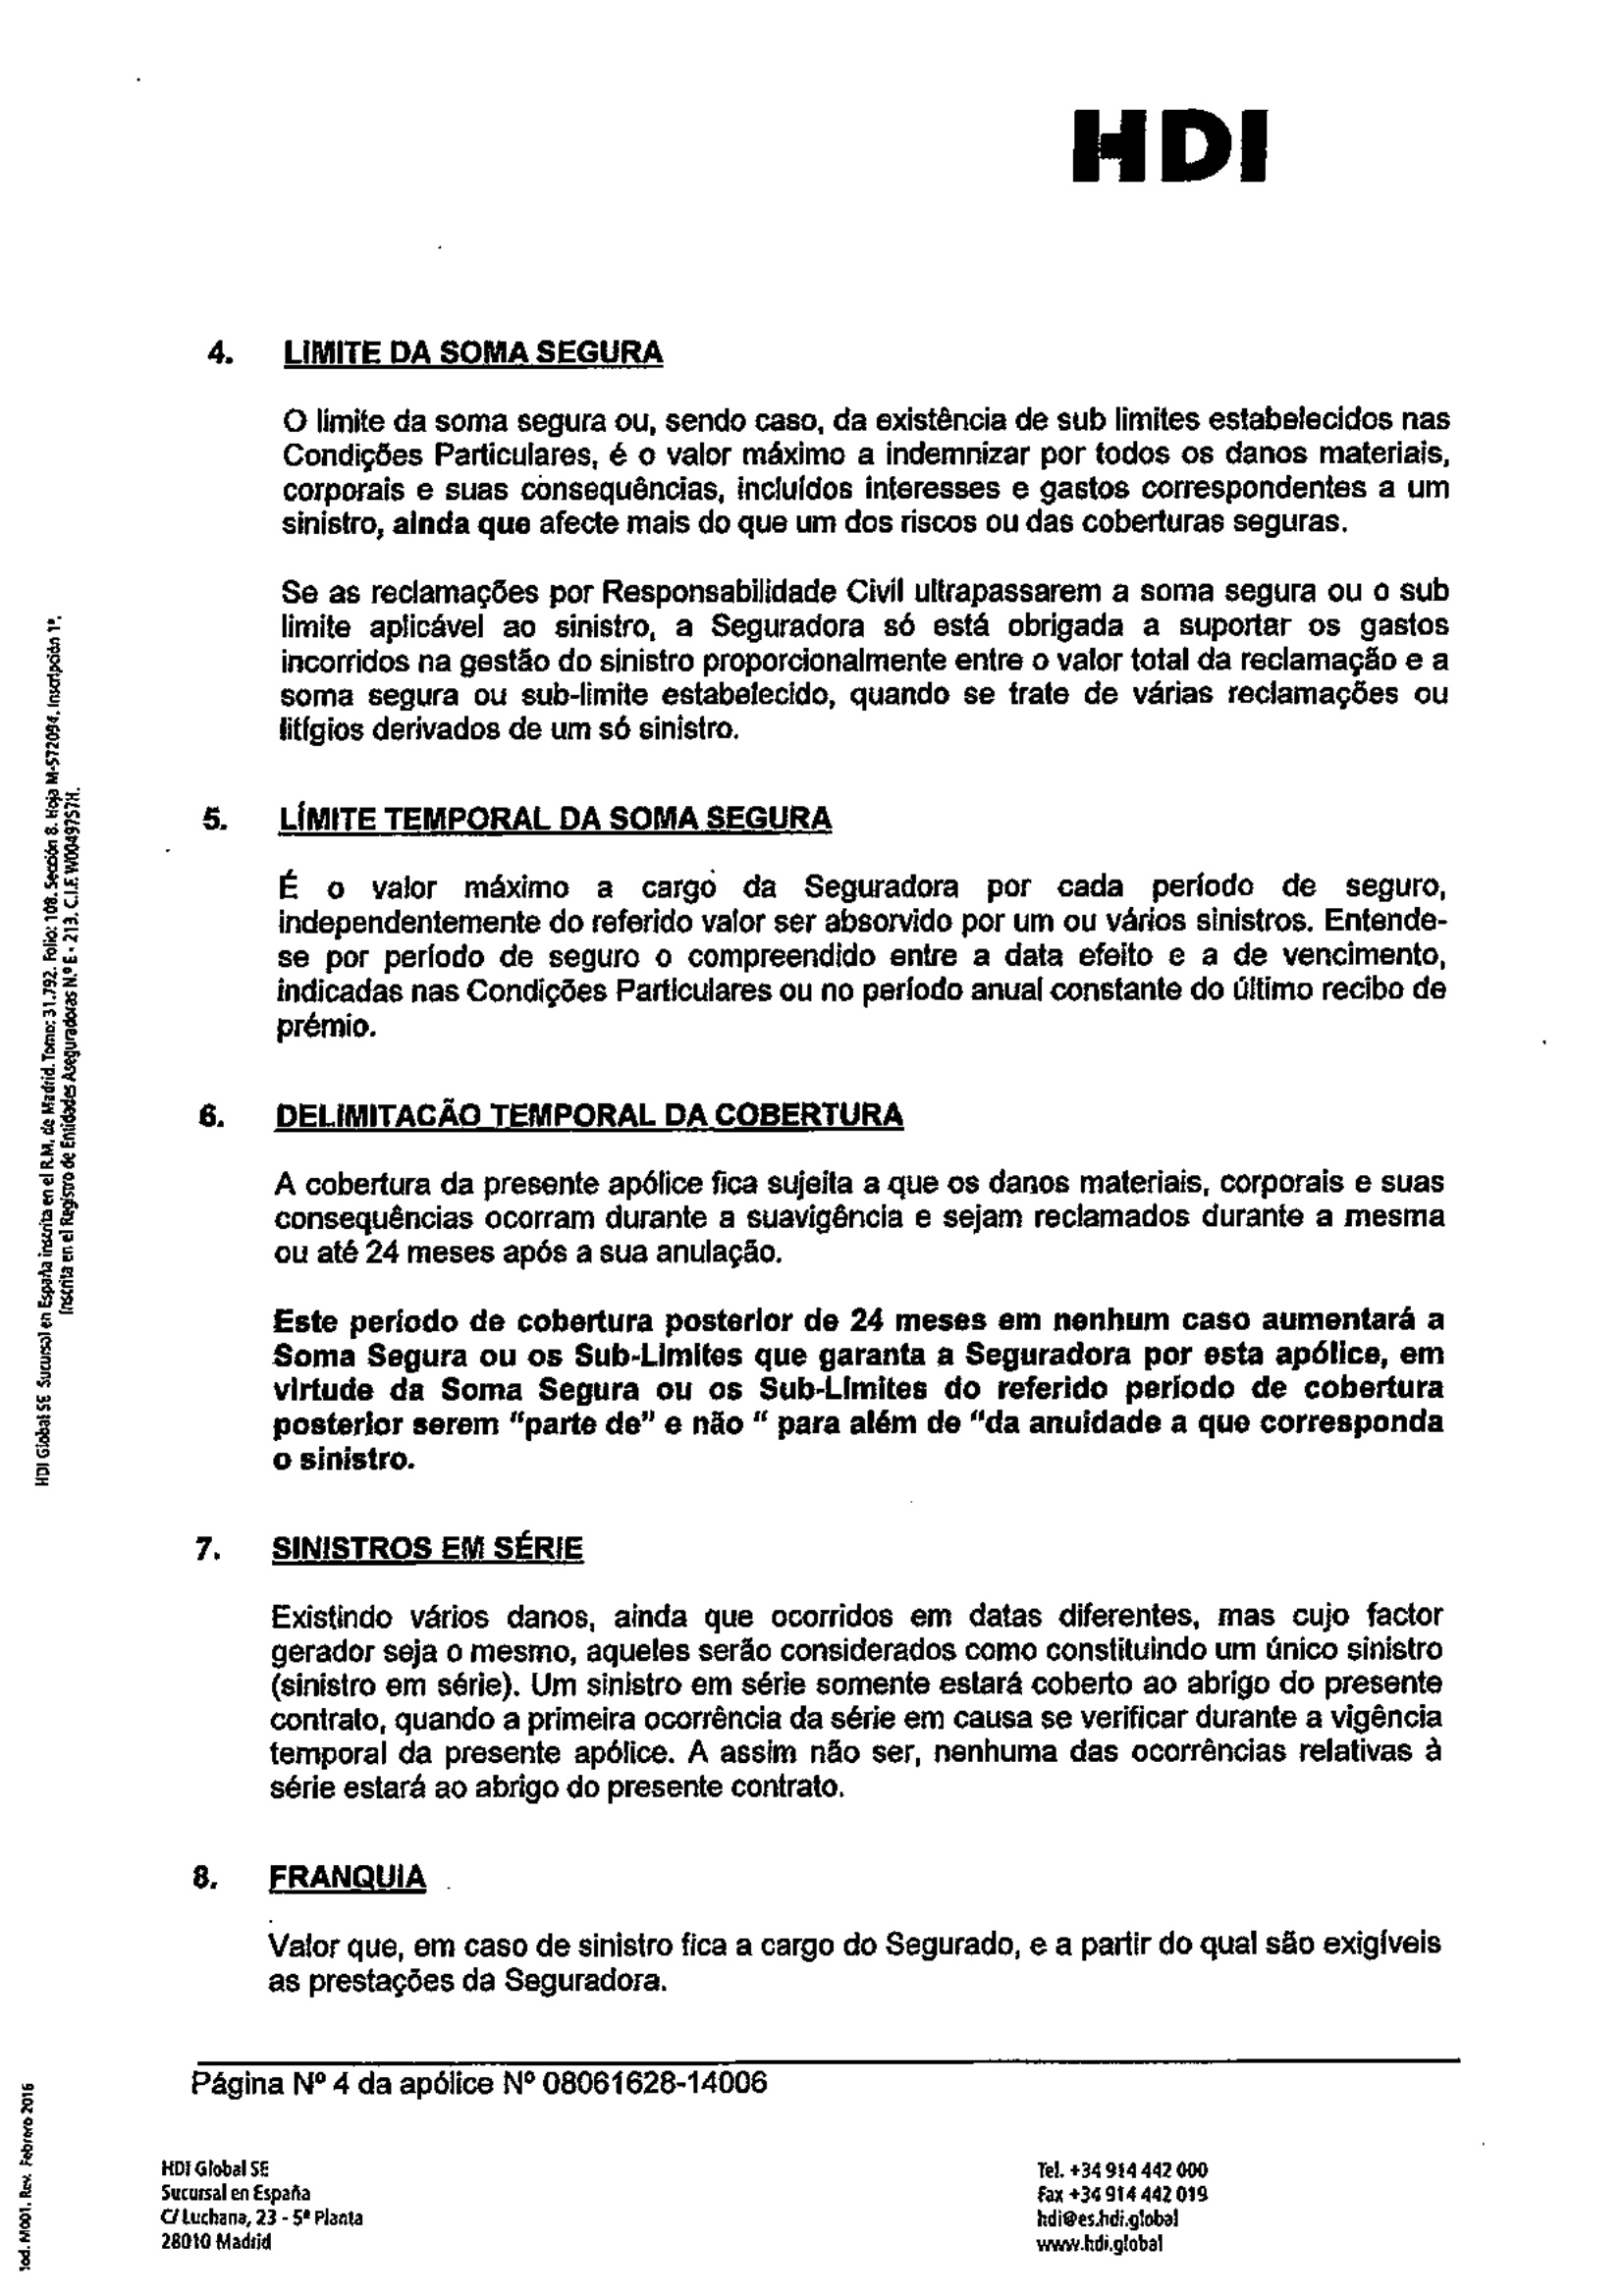 HDI
4. LIMITE DA SOMA SEGURA
O limite da soma segura ou, sendo caso, da existência de sub limites estabelecidos nas
Condições Particulares, é o valor máximo a indemnizar por todos os danos materiais,
corporais e suas consequências, incluídos interesses e gastos correspondentes a um
sinistro, ainda que afecte mais do que um dos riscos ou das coberturas seguras.
Se as reclamações por Responsabilidade Civil ultrapassarem a soma segura ou o sub
limite aplicável ao sinistro, a Seguradora só está obrigada a suportar os gastos
incorridos na gestão do sinistro proporcionalmente entre o valor total da reclamação e a
soma segura ou sub-limite estabelecido, quando se trate de várias reclamações ou
litígios derivados de um só sinistro.
5. LÍMITE TEMPORAL DA SOMA SEGURA
É o valor máximo a cargo da Seguradora por cada período de seguro,
independentemente do referido valor ser absorvido por um ou vários sinistros. Entende-
se por período de seguro o compreendido entre a data efeito e a de vencimento,
indicadas nas Condições Particulares ou no período anual constante do último recibo de
prémio.
6. DELIMITACÃO TEMPORAL DA COBERTURA
A cobertura da presente apólice fica sujeita a que os danos materiais, corporais e suas
consequências ocorram durante a suavigência e sejam reclamados durante a mesma
ou até 24 meses após a sua anulação.
Este período de cobertura posterior de 24 meses em nenhum caso aumentará a
Soma Segura ou os Sub-Limites que garanta a Seguradora por esta apólice, em
virtude da Soma Segura ou os Sub-Límites do referido período de cobertura
posterior serem "parte de" e não " para além de "da anuidade a que corresponda
o sinistro.
7. SINISTROS EM SÉRIE
Existindo vários danos, ainda que ocorridos em datas diferentes, mas cujo factor
gerador seja o mesmo, aqueles serão considerados como constituindo um único sinistro
(sinistro em série). Um sinistro em série somente estará coberto ao abrigo do presente
contrato, quando a primeira ocorrência da série em causa se verificar durante a vigência
temporal da presente apólice. A assim não ser, nenhuma das ocorrências relativas à
série estará ao abrigo do presente contrato.
8. FRANQUIA
Valor que, em caso de sinistro fica a cargo do Segurado, e a partir do qual são exigíveis
as prestações da Seguradora.
Página Nº 4 da apólice Nº 08061628-14006
HDI Global SE
Sucursal en España
C/ Luchana, 23 - 5ª Planta
28010 Madrid
Tel. +34 914 442 000
Fax +34 914 442 019
hdi@es.hdi.global
www.hdi.global
HDI Global SE Sucursal en España inscrita en el R.M. de Madrid. Tomo: 31.792. Folio: 108. Sección 8. Hoja M-572094. Inscripción 1ª.
Inscrita en el Registro de Entidades Aseguradoras N.º E - 213. C.I.F. W0049757H.
Mod. M001. Rev. Febrero 2016